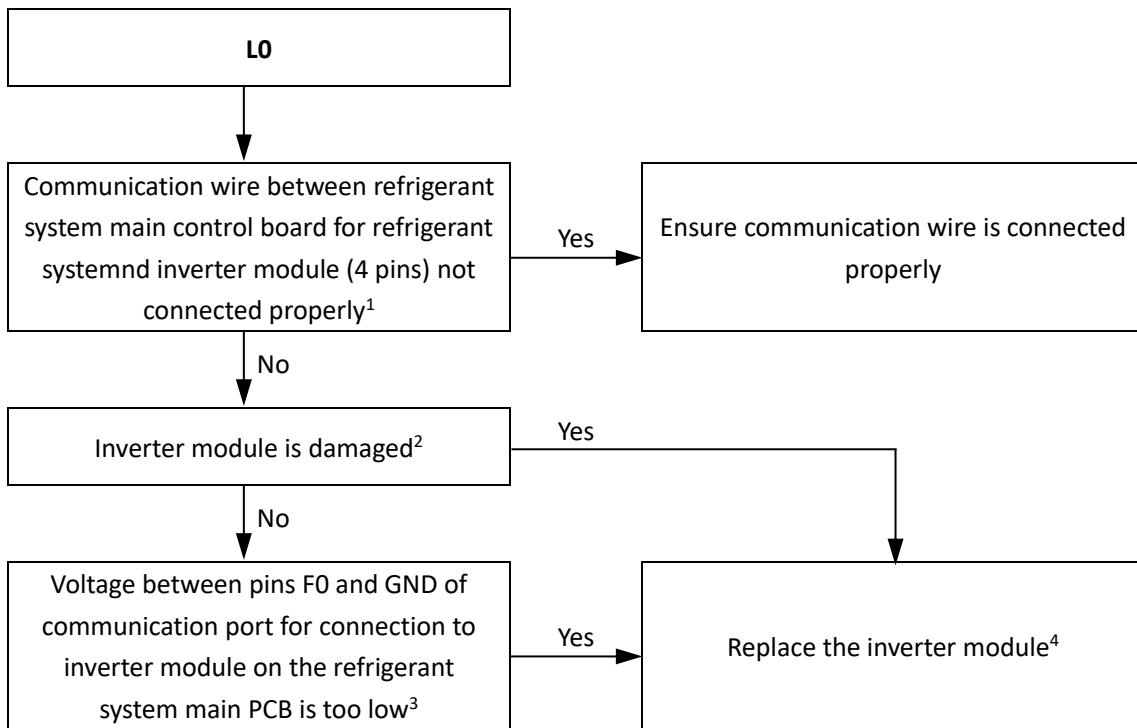 L0
Communication wire between refrigerant
system main control board for refrigerant
systemnd inverter module (4 pins) not
connected properly¹
Yes
Ensure communication wire is connected
properly
No
Inverter module is damaged²
Yes
No
Voltage between pins F0 and GND of
communication port for connection to
inverter module on the refrigerant
system main PCB is too low³
Yes
Replace the inverter module⁴